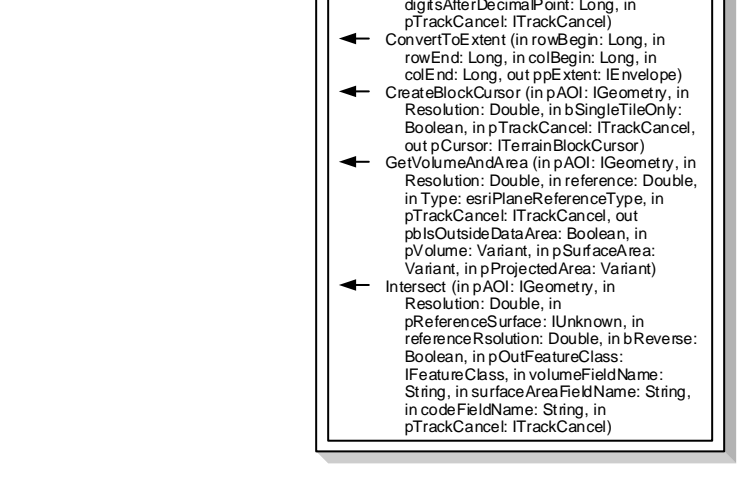 digitsAfterDecimalPoint: Long, in
pTrackCancel: ITrackCancel)
ConvertToExtent (in rowBegin: Long, in
rowEnd: Long, in colBegin: Long, in
colEnd: Long, out ppExtent: IEnvelope)
CreateBlockCursor (in pAOI: IGeometry, in
Resolution: Double, in bSingleTileOnly:
Boolean, in pTrackCancel: ITrackCancel,
out pCursor: ITerrainBlockCursor)
GetVolumeAndArea (in pAOI: IGeometry, in
Resolution: Double, in reference: Double,
in Type: esriPlaneReferenceType, in
pTrackCancel: ITrackCancel, out
pbIsOutsideDataArea: Boolean, in
pVolume: Variant, in pSurfaceArea:
Variant, in pProjectedArea: Variant)
Intersect (in pAOI: IGeometry, in
Resolution: Double, in
pReferenceSurface: IUnknown, in
referenceRsolution: Double, in bReverse:
Boolean, in pOutFeatureClass:
IFeatureClass, in volumeFieldName:
String, in surfaceAreaFieldName: String,
in codeFieldName: String, in
pTrackCancel: ITrackCancel)